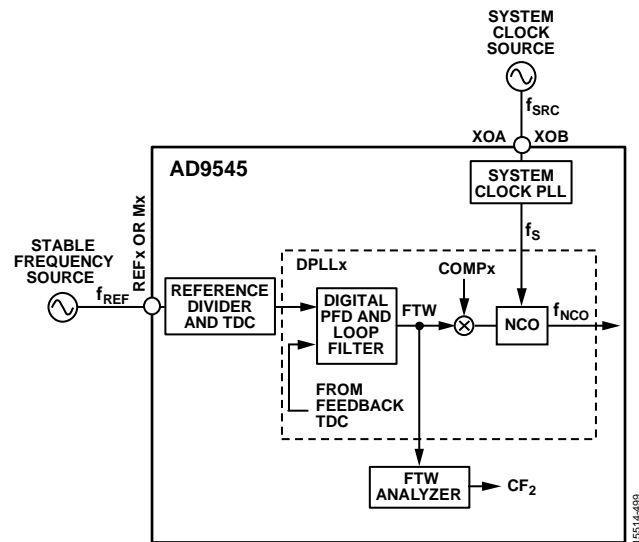 SYSTEM
CLOCK
SOURCE
fSRC
XOA
XOB
AD9545
SYSTEM
CLOCK PLL
fS
STABLE
FREQUENCY
SOURCE
fREF
REFx OR Mx
REFERENCE
DIVIDER
AND TDC
DPLLx
DIGITAL
PFD AND
LOOP
FILTER
FTW
COMPx
NCO
fNCO
FROM
FEEDBACK
TDC
FTW
ANALYZER
CF2
15514-499